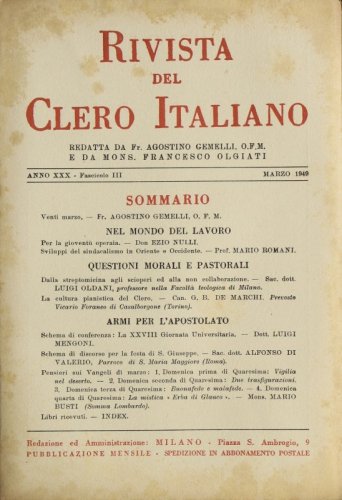 RIVISTA
DEL
CLERO ITALIANO
REDATTA DA Fr. AGOSTINO GEMELLI, O.F.M.
E DA MONS. FRANCESCO OLGIATI
ANNO XXX - Fascicolo III MARZO 1949
SOMMARIO
Venti marzo, — Fr. AGOSTINO GEMELLI, O. F. M.
NEL MONDO DEL LAVORO
Per la gioventù operaia. — Don EZIO NULLI.
Sviluppi del sindacalismo in Oriente e Occidente. — Prof. MARIO ROMANI.
QUESTIONI MORALI E PASTORALI
Dalla streptomicina agli scioperi ed alla non collaborazione. — Sac. dott.
LUIGI OLDANI, professore nella Facoltà teologica di Milano.
La cultura pianistica del Clero, — Can. G. B. DE MARCHI. Prevosto
Vicario Foraneo di Casalborgone (Torino).
ARMI PER L'APOSTOLATO
Schema di conferenza: La XXVIII Giornata Universitaria. — Dott. LUIGI
MENGONI.
Schema di discorso per la festa di S. Giuseppe. — Sac. dott. ALFONSO DI
VALERIO, Parroco di S. Maria Maggiore (Roma).
Pensieri sui Vangeli di marzo: 1. Domenica prima di Quaresima: Vigilia
nel deserto. — 2, Domenica seconda di Quaresima: Due trasfigurazioni.
3, Domenica terza di Quaresima: Buonafede e malafede. — 4. Domenica
quarta di Quaresima: La mistica « Erba di Glauco ». — Mons. MARIO
BUSTI (Somma Lombardo).
Libri ricevuti. — INDEX.
Redazione ed Amministrazione: MILANO - Piazza S. Ambrogio, 9
PUBBLICAZIONE MENSILE - SPEDIZIONE IN ABBONAMENTO POSTALE